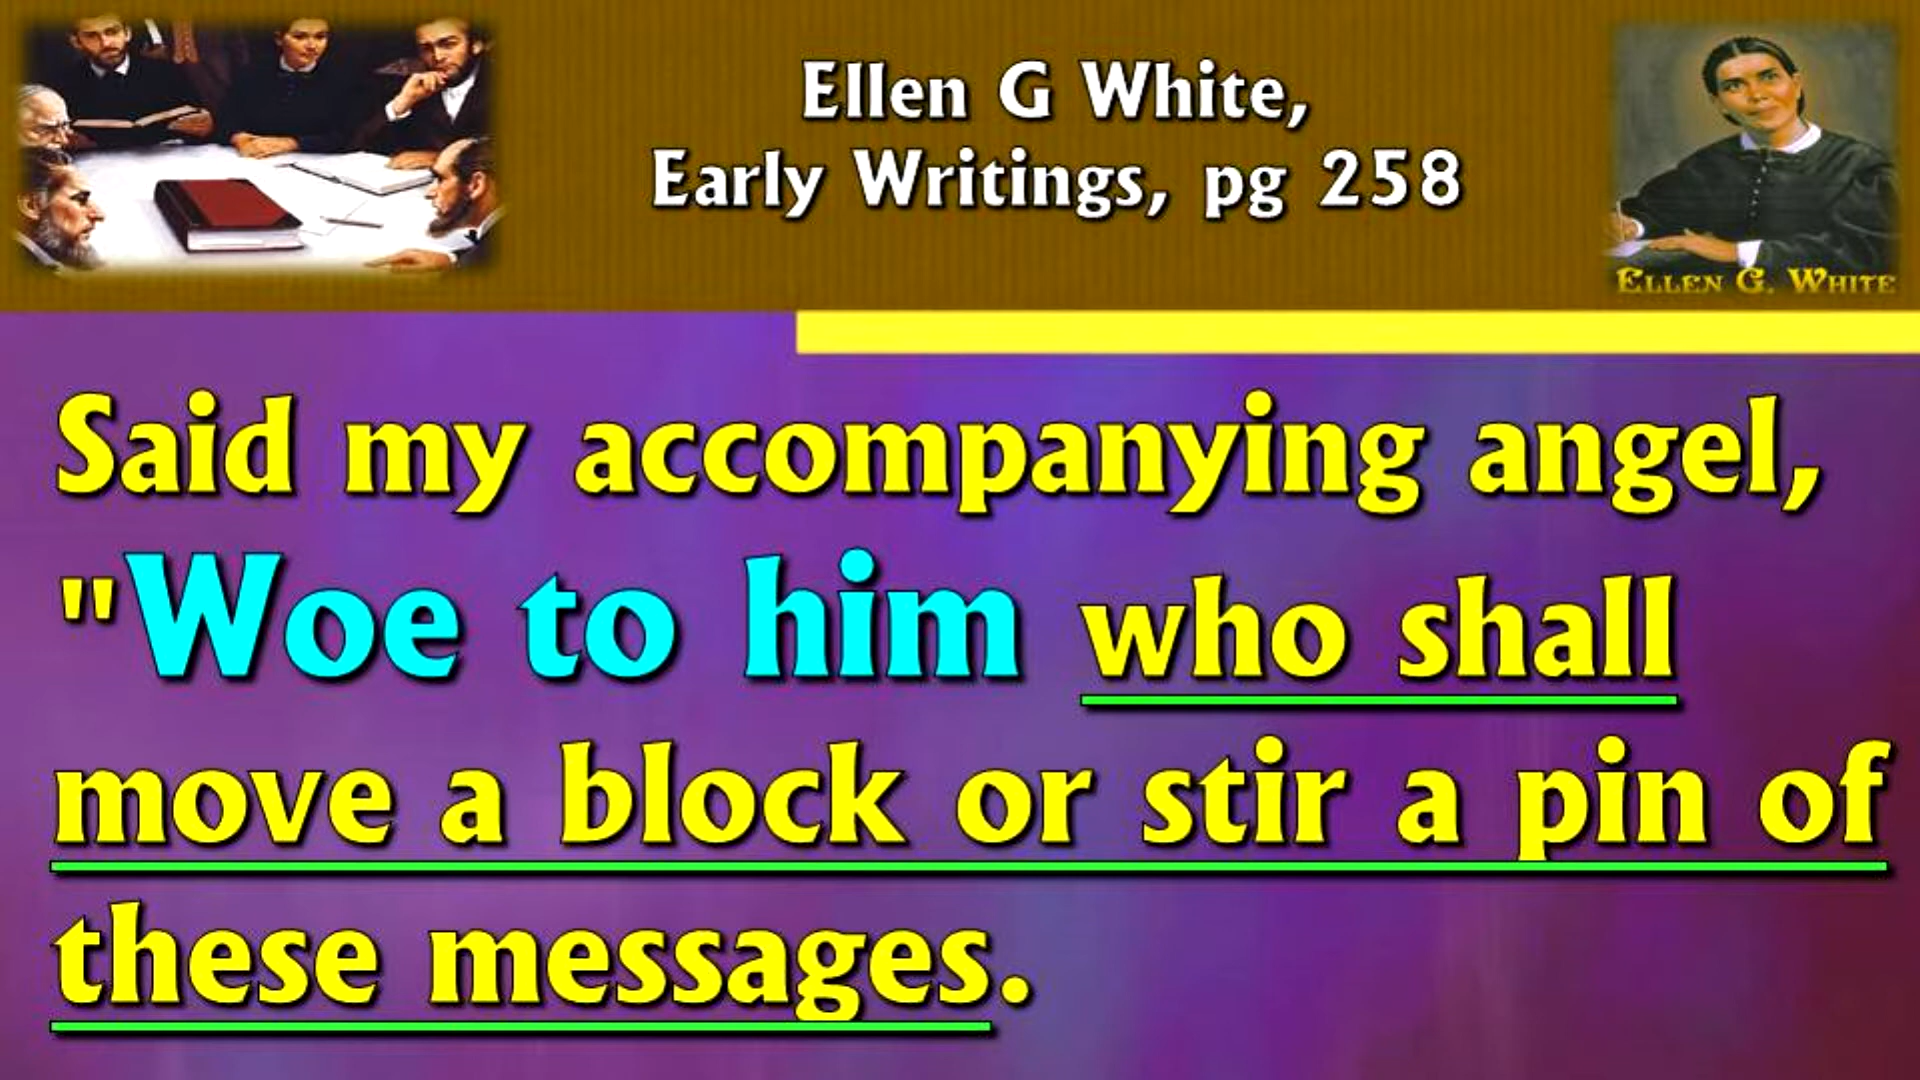 Ellen G White,
Early Writings, pg 258
ELLEN G. WHITE
Said my accompanying angel,
"Woe to him who shall
move a block or stir a pin of
these messages.